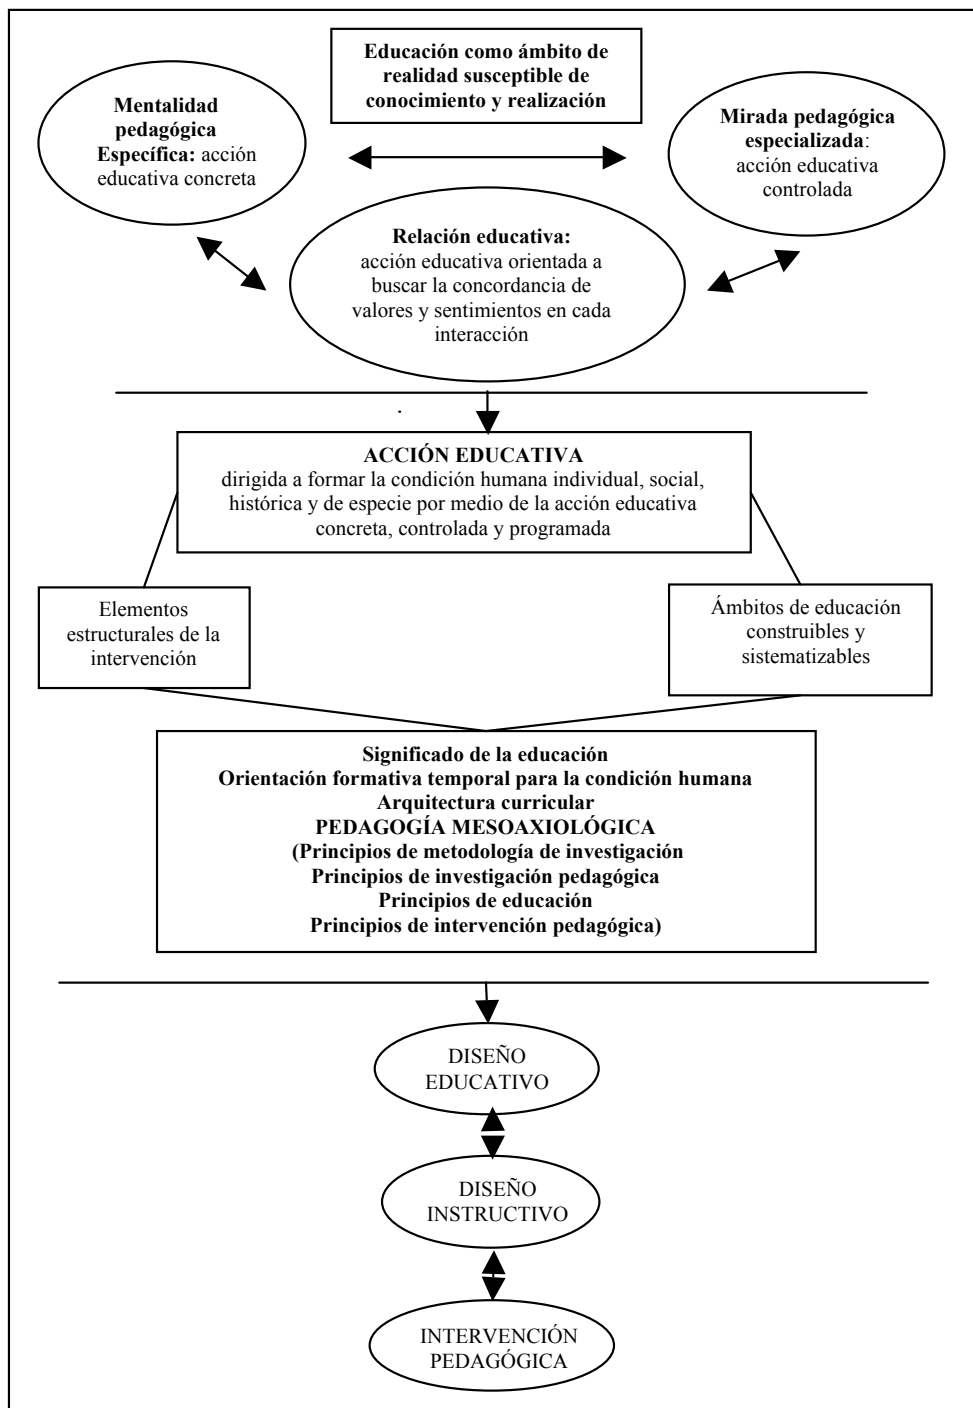 Educación como ámbito de
realidad susceptible de
conocimiento y realización
Mentalidad
pedagógica
Específica: acción
educativa concreta
Mirada pedagógica
especializada:
acción educativa
controlada
Relación educativa:
acción educativa orientada a
buscar la concordancia de
valores y sentimientos en cada
interacción
ACCIÓN EDUCATIVA
dirigida a formar la condición humana individual, social,
histórica y de especie por medio de la acción educativa
concreta, controlada y programada
Elementos
estructurales de la
intervención
Ámbitos de educación
construibles y
sistematizables
Significado de la educación
Orientación formativa temporal para la condición humana
Arquitectura curricular
PEDAGOGÍA MESOAXIOLÓGICA
(Principios de metodología de investigación
Principios de investigación pedagógica
Principios de educación
Principios de intervención pedagógica)
DISEÑO
EDUCATIVO
DISEÑO
INSTRUCTIVO
INTERVENCIÓN
PEDAGÓGICA